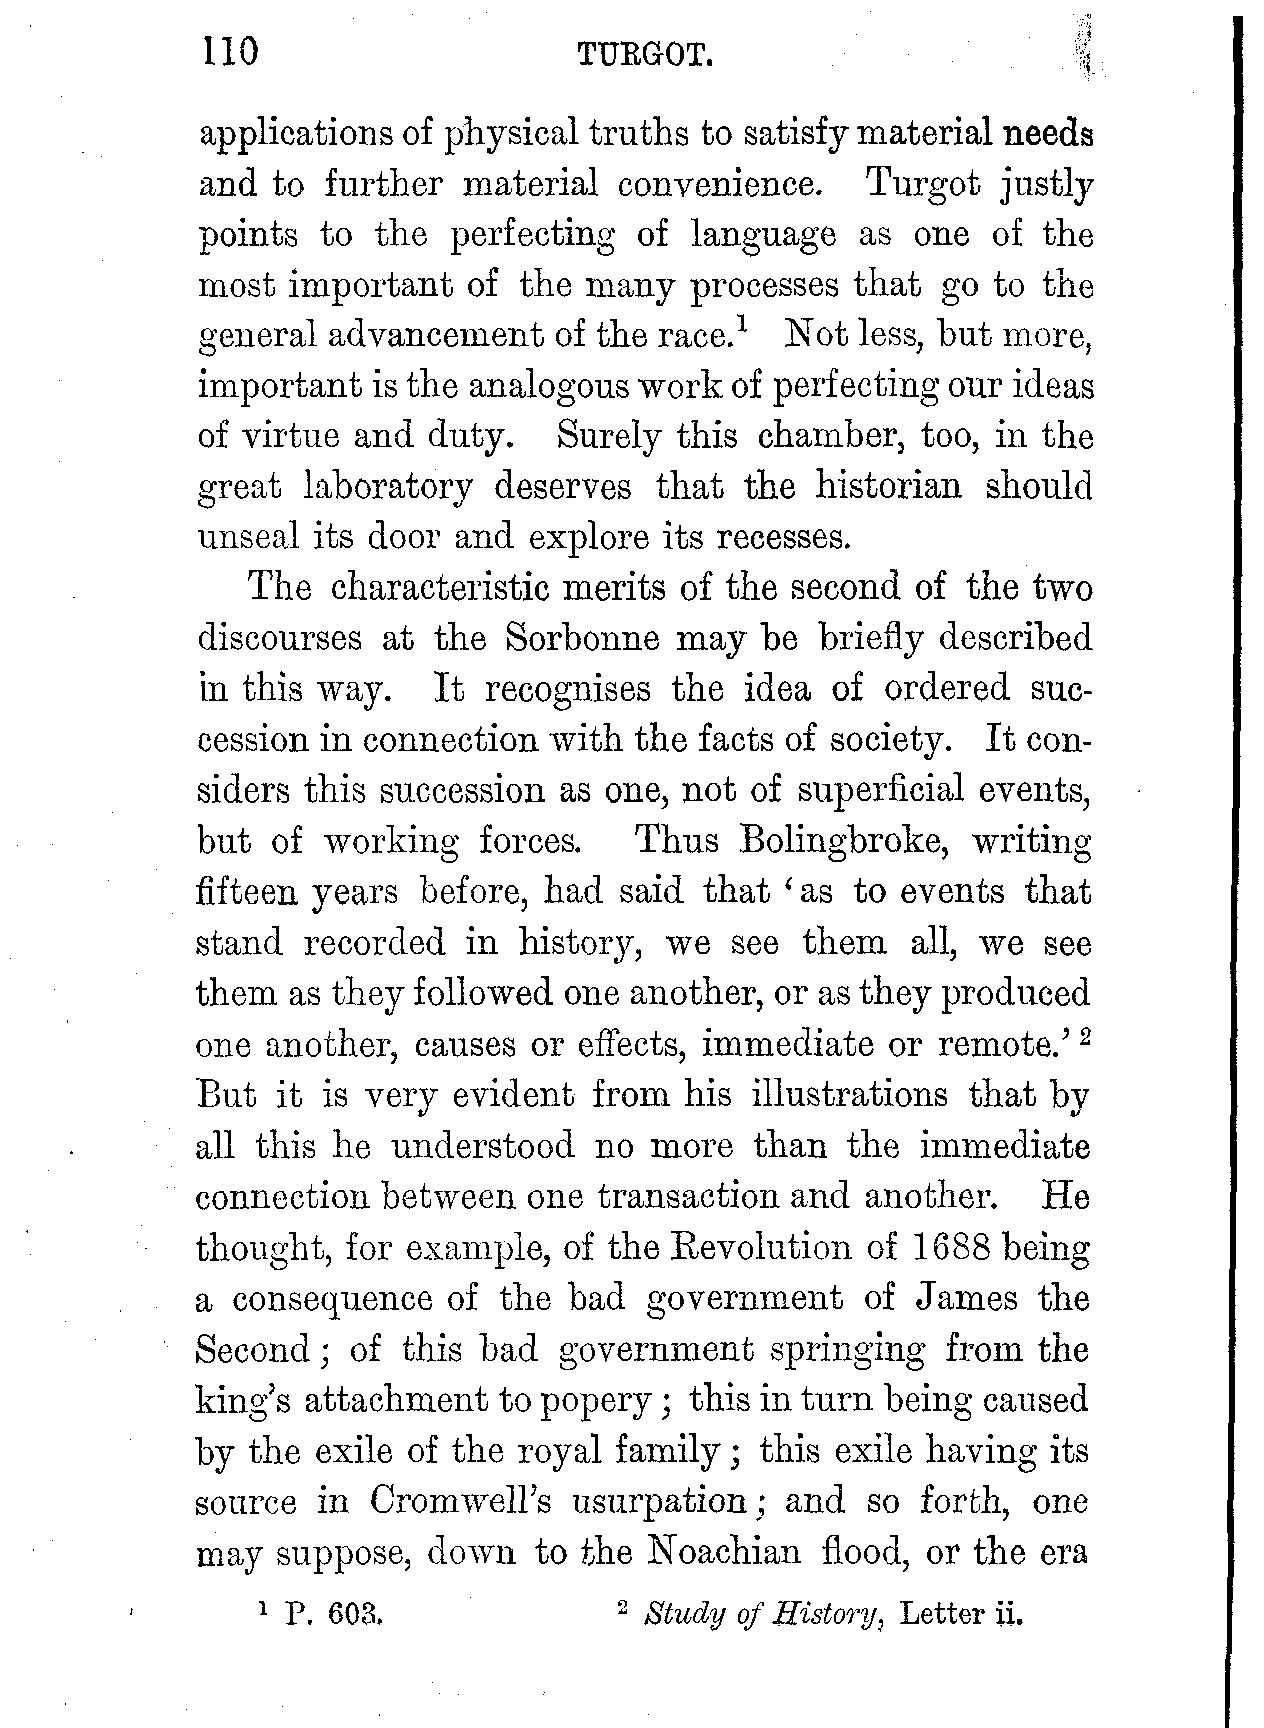 110 TURGOT.
applications of physical truths to satisfy material needs
and to further material convenience. Turgot justly
points to the perfecting of language as one of the
most important of the many processes that go to the
general advancement of the race.¹ Not less, but more,
important is the analogous work of perfecting our ideas
of virtue and duty. Surely this chamber, too, in the
great laboratory deserves that the historian should
unseal its door and explore its recesses.
The characteristic merits of the second of the two
discourses at the Sorbonne may be briefly described
in this way. It recognises the idea of ordered suc-
cession in connection with the facts of society. It con-
siders this succession as one, not of superficial events,
but of working forces. Thus Bolingbroke, writing
fifteen years before, had said that ‘as to events that
stand recorded in history, we see them all, we see
them as they followed one another, or as they produced
one another, causes or effects, immediate or remote.’ ²
But it is very evident from his illustrations that by
all this he understood no more than the immediate
connection between one transaction and another. He
thought, for example, of the Revolution of 1688 being
a consequence of the bad government of James the
Second; of this bad government springing from the
king’s attachment to popery; this in turn being caused
by the exile of the royal family; this exile having its
source in Cromwell’s usurpation; and so forth, one
may suppose, down to the Noachian flood, or the era
¹ P. 603. ² Study of History, Letter ii.